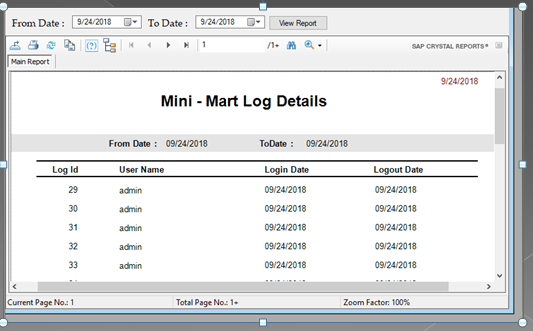 From Date : 9/24/2018 To Date : 9/24/2018 View Report
1 /1+ SAP CRYSTAL REPORTS®
Main Report
9/24/2018
Mini - Mart Log Details
From Date : 09/24/2018 ToDate : 09/24/2018
Log Id User Name Login Date Logout Date
29 admin 09/24/2018 09/24/2018
30 admin 09/24/2018 09/24/2018
31 admin 09/24/2018 09/24/2018
32 admin 09/24/2018 09/24/2018
33 admin 09/24/2018 09/24/2018
Current Page No.: 1 Total Page No.: 1+ Zoom Factor: 100%